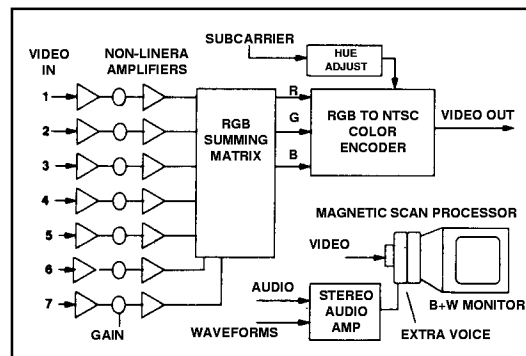 VIDEO
IN
NON-LINERA
AMPLIFIERS
SUBCARRIER
HUE
ADJUST
1
2
3
4
5
6
7
GAIN
RGB
SUMMING
MATRIX
R
G
B
RGB TO NTSC
COLOR
ENCODER
VIDEO OUT
MAGNETIC SCAN PROCESSOR
VIDEO
B+W MONITOR
AUDIO
WAVEFORMS
STEREO
AUDIO
AMP
EXTRA VOICE